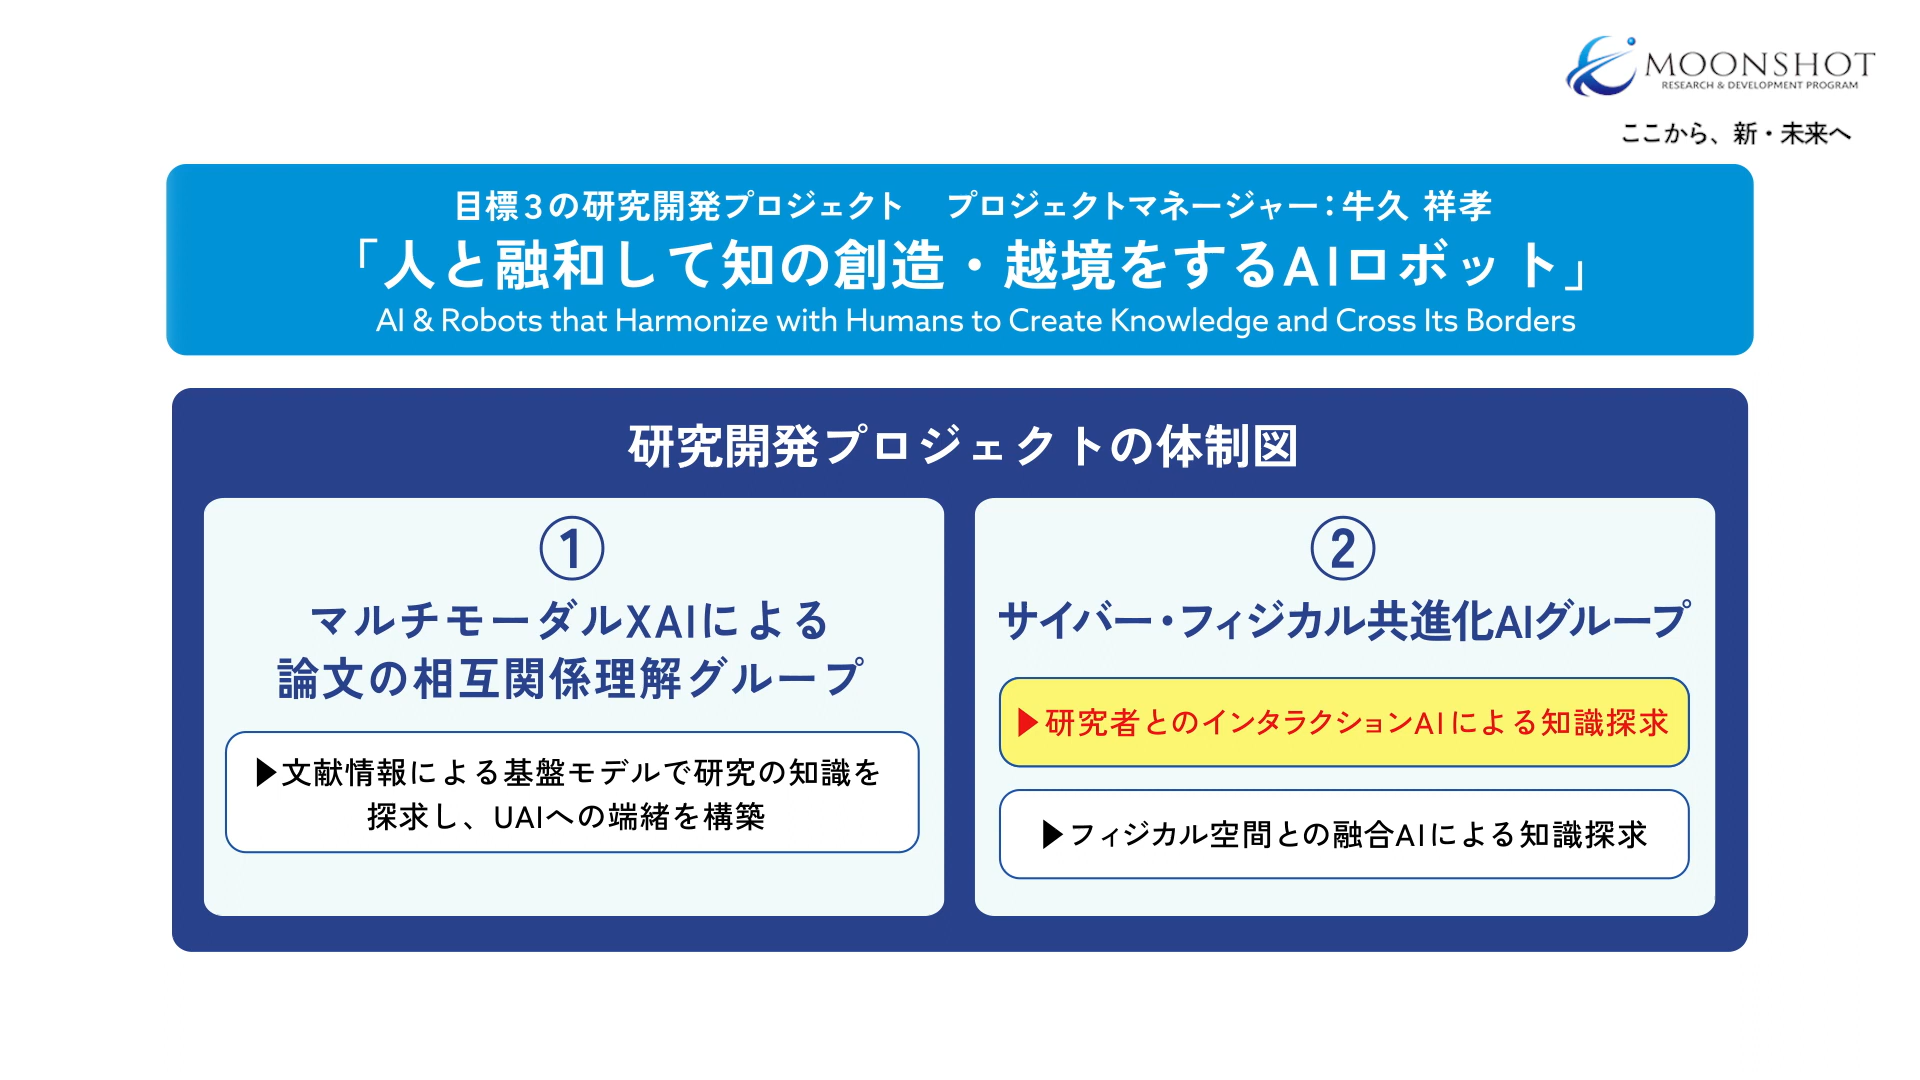 MOONSHOT
RESEARCH & DEVELOPMENT PROGRAM
ここから、新・未来へ
目標3の研究開発プロジェクト　プロジェクトマネージャー：牛久 祥孝
「人と融和して知の創造・越境をするAIロボット」
AI & Robots that Harmonize with Humans to Create Knowledge and Cross Its Borders
研究開発プロジェクトの体制図
①
マルチモーダルXAIによる
論文の相互関係理解グループ
▶文献情報による基盤モデルで研究の知識を
探求し、UAIへの端緒を構築
②
サイバー・フィジカル共進化AIグループ
▶研究者とのインタラクションAIによる知識探求
▶フィジカル空間との融合AIによる知識探求